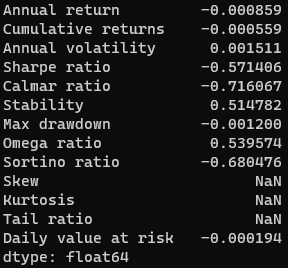 Annual return -0.000859
Cumulative returns -0.000559
Annual volatility 0.001511
Sharpe ratio -0.571406
Calmar ratio -0.716067
Stability 0.514782
Max drawdown -0.001200
Omega ratio 0.539574
Sortino ratio -0.680476
Skew NaN
Kurtosis NaN
Tail ratio NaN
Daily value at risk -0.000194
dtype: float64